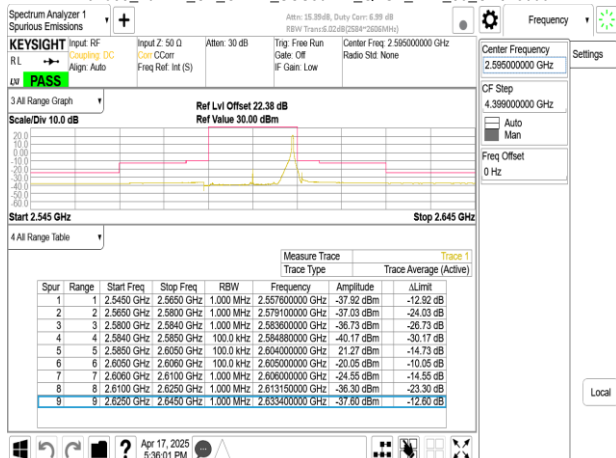 Spectrum Analyzer 1
Spurious Emissions
Attn: 15.39dB, Duty Corr: 6.99 dB
RBW Trans:6.02dB(2584~2606MHz)
Frequency
KEYSIGHT
Input: RF
Input Z: 50 Ω
Atten: 30 dB
Trig: Free Run
Center Freq: 2.595000000 GHz
RL
Coupling: DC
Corr CCorr
Gate: Off
Radio Std: None
Align: Auto
Freq Ref: Int (S)
IF Gain: Low
LXI
PASS
Center Frequency
2.595000000 GHz
Settings
CF Step
4.399000000 GHz
Auto
Man
Freq Offset
0 Hz
3 All Range Graph
Ref Lvl Offset 22.38 dB
Scale/Div 10.0 dB
Ref Value 30.00 dBm
20.0
10.0
0.00
-10.0
-20.0
-30.0
-40.0
-50.0
-60.0
Start 2.545 GHz
Stop 2.645 GHz
4 All Range Table
Measure Trace Trace 1
Trace Type Trace Average (Active)
Spur Range Start Freq Stop Freq RBW Frequency Amplitude ΔLimit
1 1 2.5450 GHz 2.5650 GHz 1.000 MHz 2.557600000 GHz -37.92 dBm -12.92 dB
2 2 2.5650 GHz 2.5800 GHz 1.000 MHz 2.579100000 GHz -37.03 dBm -24.03 dB
3 3 2.5800 GHz 2.5840 GHz 1.000 MHz 2.583600000 GHz -36.73 dBm -26.73 dB
4 4 2.5840 GHz 2.5850 GHz 100.0 kHz 2.584880000 GHz -40.17 dBm -30.17 dB
5 5 2.5850 GHz 2.6050 GHz 100.0 kHz 2.604000000 GHz 21.27 dBm -14.73 dB
6 6 2.6050 GHz 2.6060 GHz 100.0 kHz 2.605000000 GHz -20.05 dBm -10.05 dB
7 7 2.6060 GHz 2.6100 GHz 1.000 MHz 2.606000000 GHz -24.55 dBm -14.55 dB
8 8 2.6100 GHz 2.6250 GHz 1.000 MHz 2.613150000 GHz -36.30 dBm -23.30 dB
9 9 2.6250 GHz 2.6450 GHz 1.000 MHz 2.633400000 GHz -37.60 dBm -12.60 dB
Local
Apr 17, 2025
5:36:01 PM